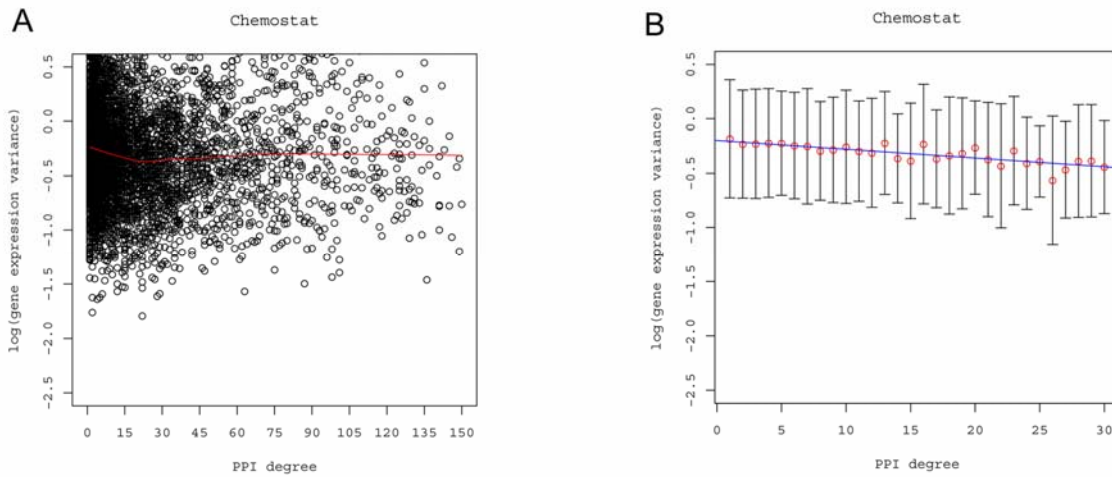 A
Chemostat
log(gene expression variance)
0.5
0.0
-0.5
-1.0
-1.5
-2.0
-2.5
0 15 30 45 60 75 90 105 120 135 150
PPI degree
B
Chemostat
log(gene expression variance)
0.5
0.0
-0.5
-1.0
-1.5
-2.0
-2.5
0 5 10 15 20 25 30
PPI degree